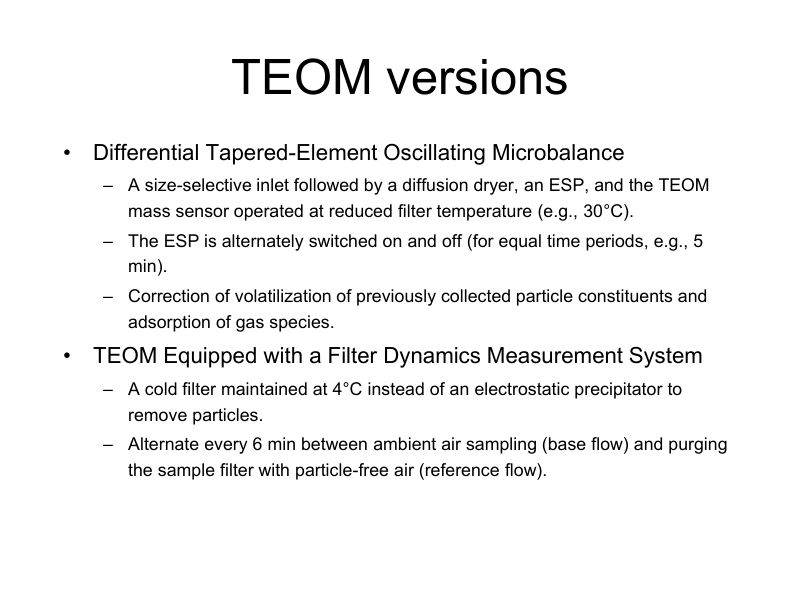 TEOM versions
• Differential Tapered-Element Oscillating Microbalance
– A size-selective inlet followed by a diffusion dryer, an ESP, and the TEOM
mass sensor operated at reduced filter temperature (e.g., 30°C).
– The ESP is alternately switched on and off (for equal time periods, e.g., 5
min).
– Correction of volatilization of previously collected particle constituents and
adsorption of gas species.
• TEOM Equipped with a Filter Dynamics Measurement System
– A cold filter maintained at 4°C instead of an electrostatic precipitator to
remove particles.
– Alternate every 6 min between ambient air sampling (base flow) and purging
the sample filter with particle-free air (reference flow).